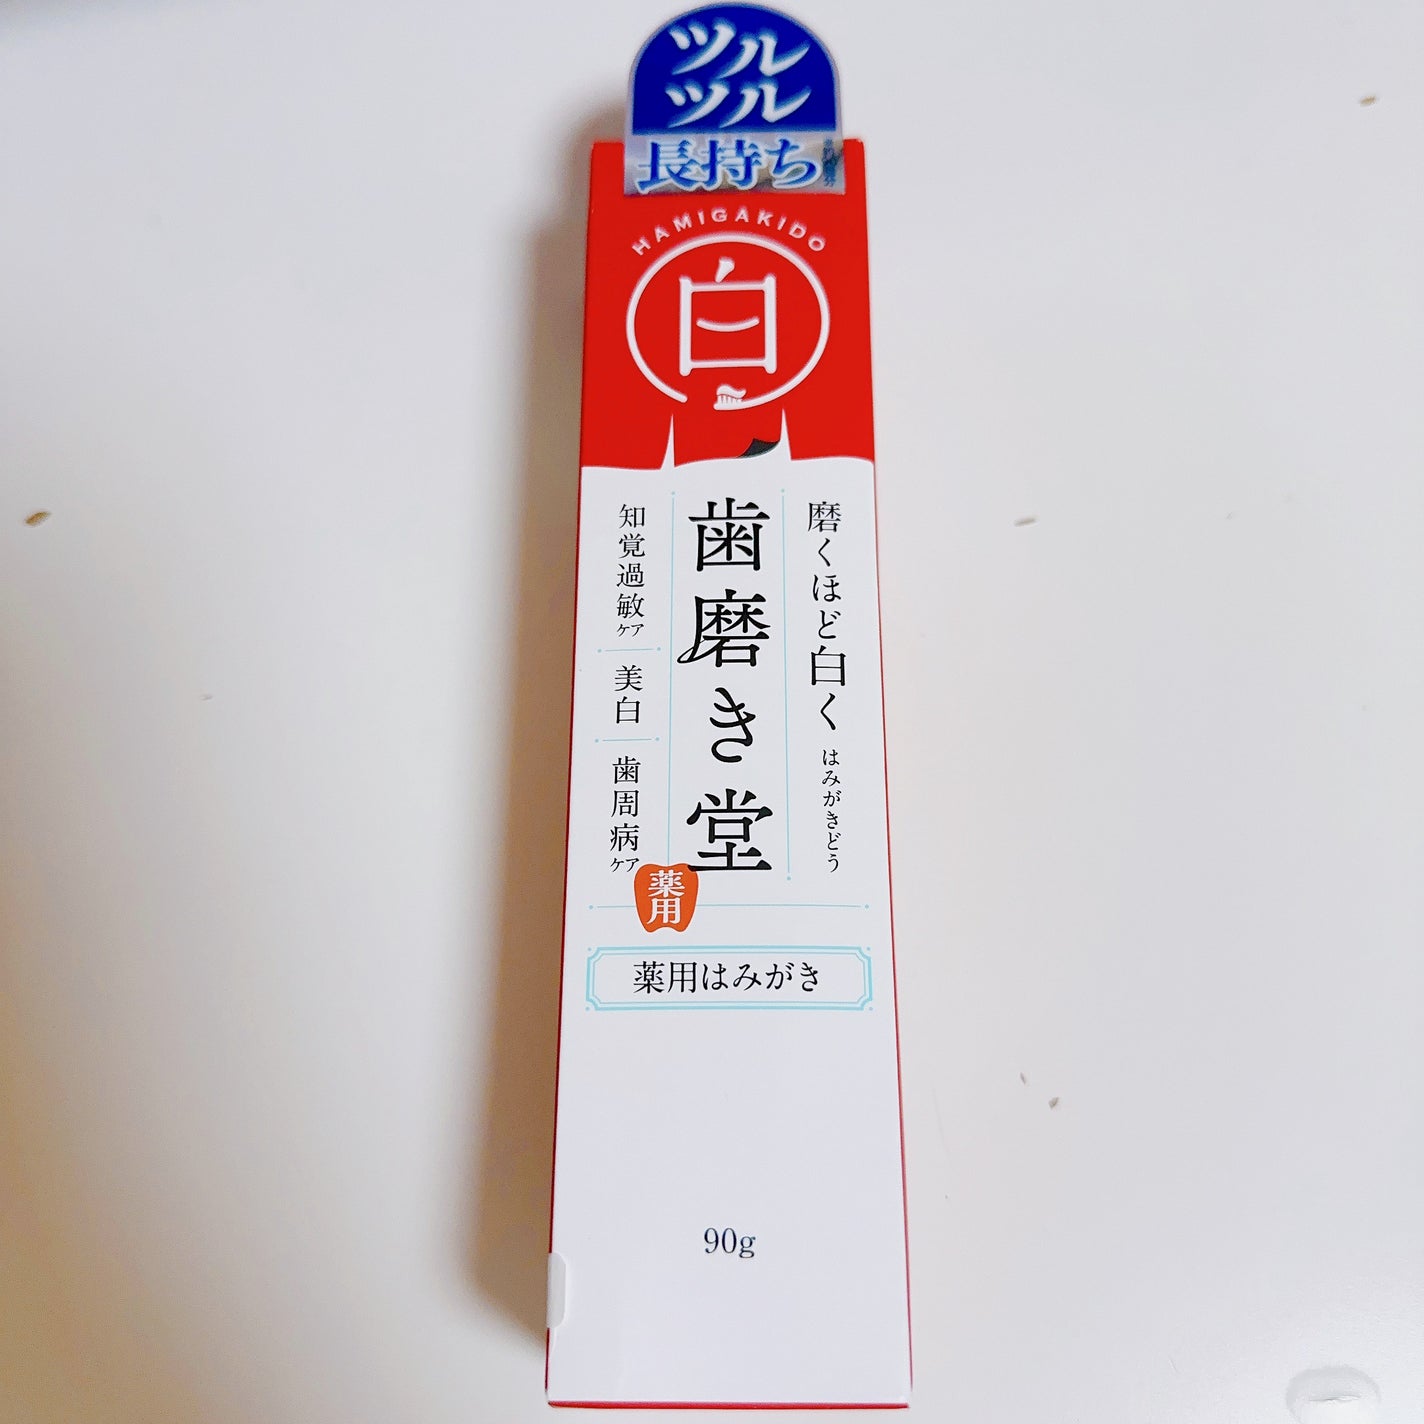 ツル
ツル
長持ち
HAMIGAKIDO
白
磨くほど白く
はみがきどう
歯磨き堂
知覚過敏ケア
美白
歯周病ケア
薬用
薬用はみがき
90g